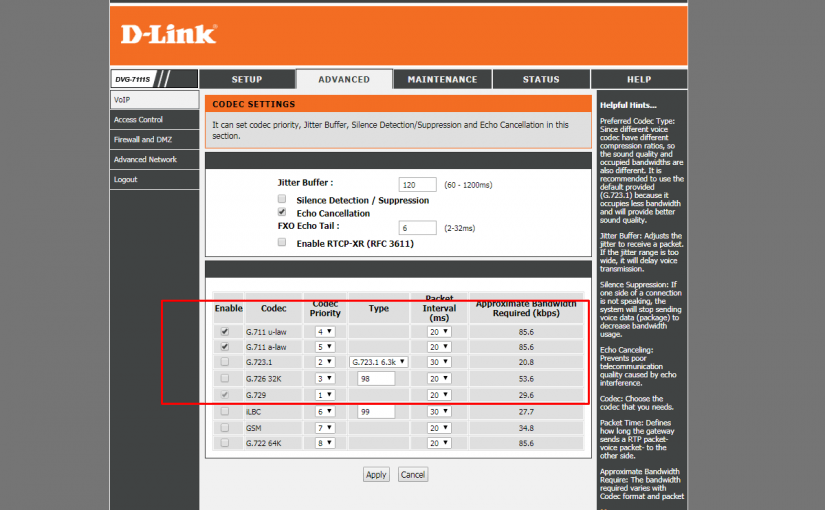 D-Link®
DVG-7111S
SETUP
ADVANCED
MAINTENANCE
STATUS
HELP
VoIP
Access Control
Firewall and DMZ
Advanced Network
Logout
CODEC SETTINGS
It can set codec priority, Jitter Buffer, Silence Detection/Suppression and Echo Cancellation in this
section.
Jitter Buffer : 120 (60 - 1200ms)
Silence Detection / Suppression
Echo Cancellation
FXO Echo Tail : 6 (2-32ms)
Enable RTCP-XR (RFC 3611)
Enable Codec Codec Priority Type Packet Interval (ms) Approximate Bandwidth Required (kbps)
G.711 u-law 4 20 85.6
G.711 a-law 5 20 85.6
G.723.1 2 G.723.1 6.3k 30 20.8
G.726 32K 3 98 20 53.6
G.729 1 20 29.6
iLBC 6 99 30 27.7
GSM 7 20 34.8
G.722 64K 8 20 85.6
Apply Cancel
Helpful Hints...
Preferred Codec Type:
Since different voice
codec have different
compression ratios, so
the sound quality and
occupied bandwidths are
also different. It is
recommended to use the
default provided
(G.723.1) because it
occupies less bandwidth
and will provide better
sound quality.
Jitter Buffer: Adjusts the
jitter to receive a packet.
If the jitter range is too
wide, it will delay voice
transmission.
Silence Suppression: If
one side of a connection
is not speaking, the
system will stop sending
voice data (package) to
decrease bandwidth
usage.
Echo Canceling:
Prevents poor
telecommunication
quality caused by echo
interference.
Codec: Choose the
codec that you needs.
Packet Time: Defines
how long the gateway
sends a RTP packet-
voice packet- to the
other side.
Approximate Bandwidth
Require: The bandwidth
required varies with
Codec format and packet